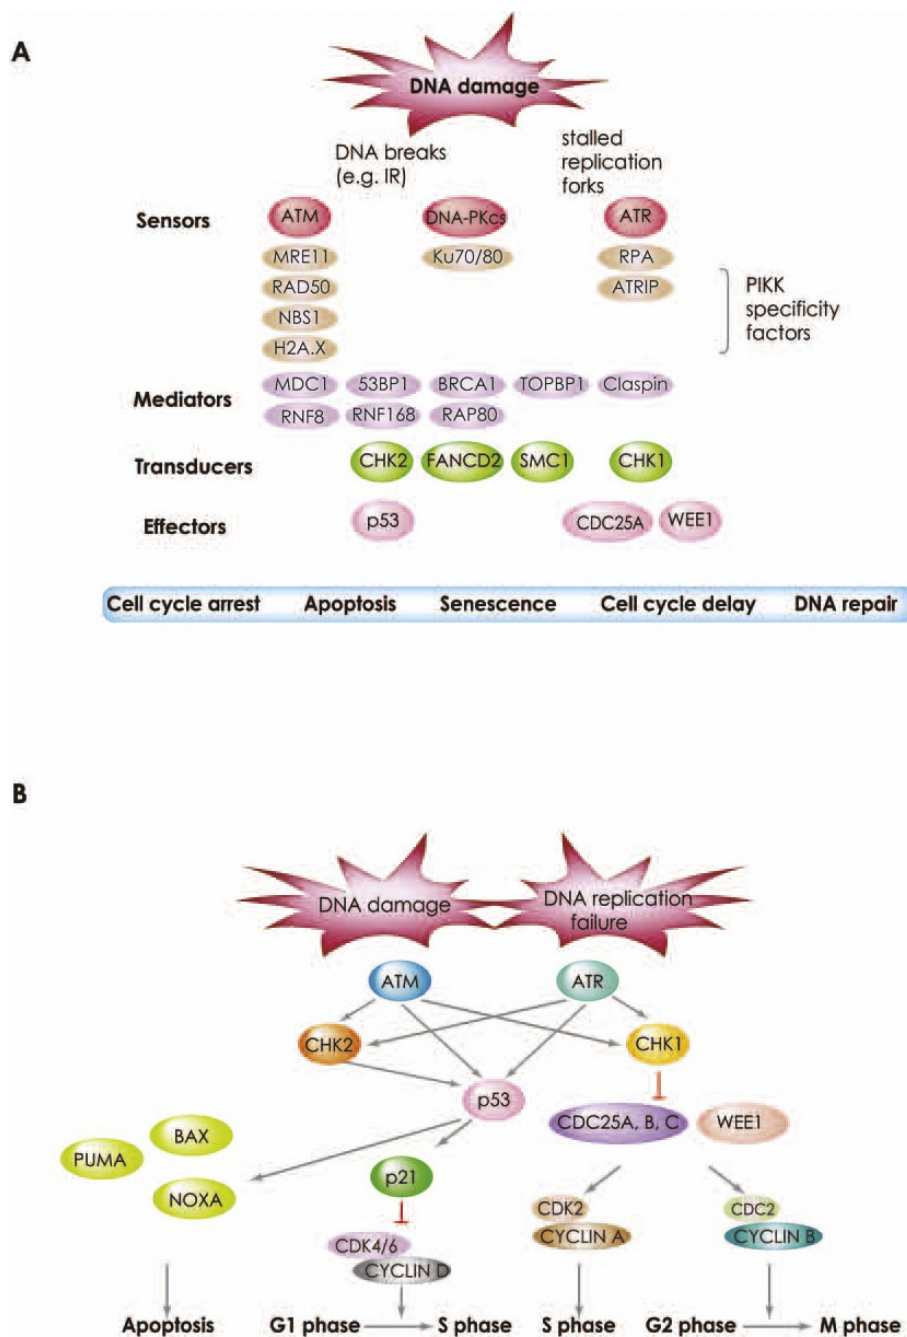 A
DNA damage
DNA breaks
(e.g. IR)
stalled
replication
forks
Sensors
ATM
DNA-PKcs
ATR
MRE11
Ku70/80
RPA
RAD50
ATRIP
NBS1
H2A.X
PIKK
specificity
factors
Mediators
MDC1
53BP1
BRCA1
TOPBP1
Claspin
RNF8
RNF168
RAP80
Transducers
CHK2
FANCD2
SMC1
CHK1
Effectors
p53
CDC25A
WEE1
Cell cycle arrest
Apoptosis
Senescence
Cell cycle delay
DNA repair
B
DNA damage
DNA replication
failure
ATM
ATR
CHK2
CHK1
p53
CDC25A, B, C
WEE1
BAX
PUMA
NOXA
p21
CDK4/6
CYCLIN D
CDK2
CYCLIN A
CDC2
CYCLIN B
Apoptosis
G1 phase
S phase
S phase
G2 phase
M phase